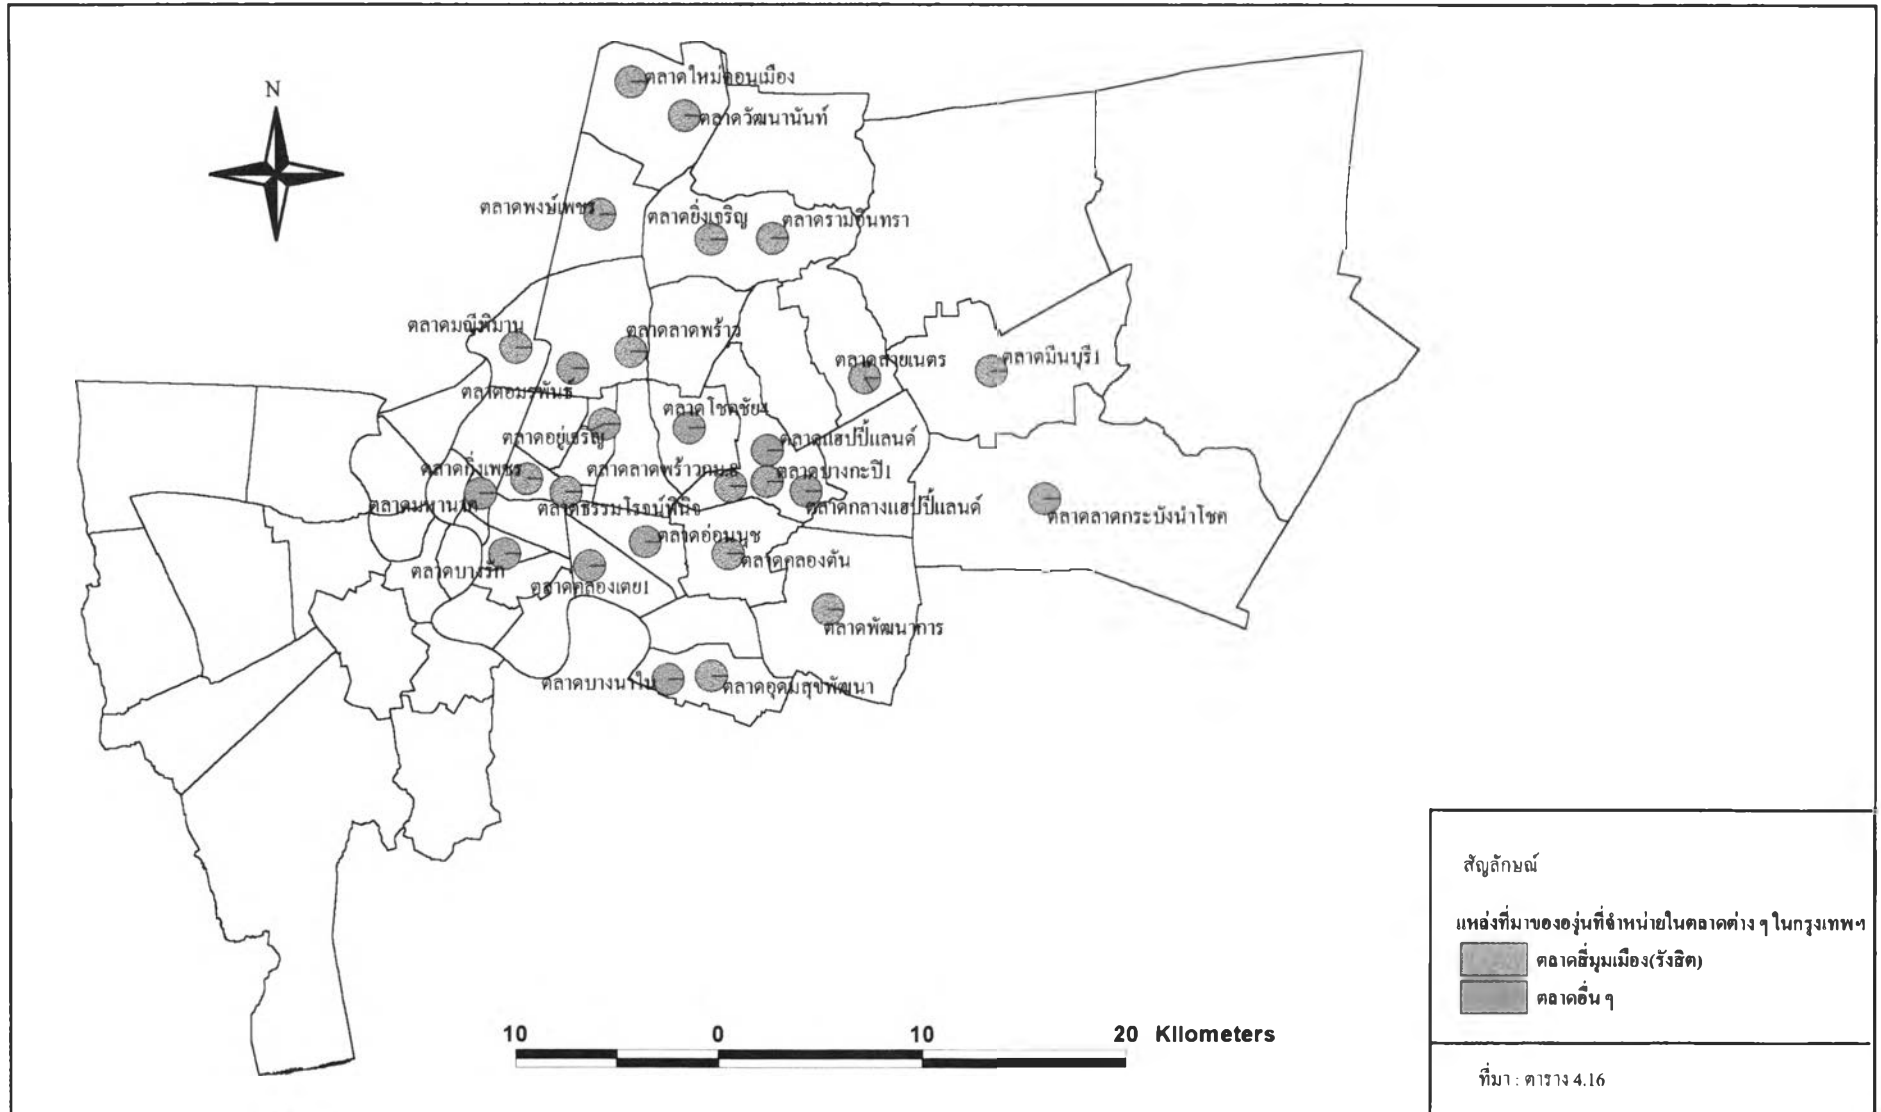 N
ตลาดใหม่ดอนเมือง
ตลาดวัฒนานันท์
ตลาดพงษ์เพชร
ตลาดยิ่งเจริญ
ตลาดรามอินทรา
ตลาดมณีพิมาน
ตลาดลาดพร้าว
ตลาดสายเนตร
ตลาดมีนบุรี1
ตลาดอมรพันธ์
ตลาดโชคชัย4
ตลาดอยู่เจริญ
ตลาดแฮปปี้แลนด์
ตลาดกิ่งเพชร
ตลาดลาดพร้าวกม.8
ตลาดบางกะปิ1
ตลาดมหานาค
ตลาดธรรมโรจน์พินิจ
ตลาดกลางแฮปปี้แลนด์
ตลาดลาดกระบังนำโชค
ตลาดอ่อนนุช
ตลาดคลองตัน
ตลาดบางรัก
ตลาดคลองเตย1
ตลาดพัฒนาการ
ตลาดบางนาใน
ตลาดอุดมสุขพัฒนา
สัญลักษณ์
แหล่งที่มาขององุ่นที่จำหน่ายในตลาดต่าง ๆ ในกรุงเทพฯ
ตลาดสี่มุมเมือง(รังสิต)
ตลาดอื่น ๆ
10 0 10 20 Kilometers
ที่มา : ตาราง 4.16